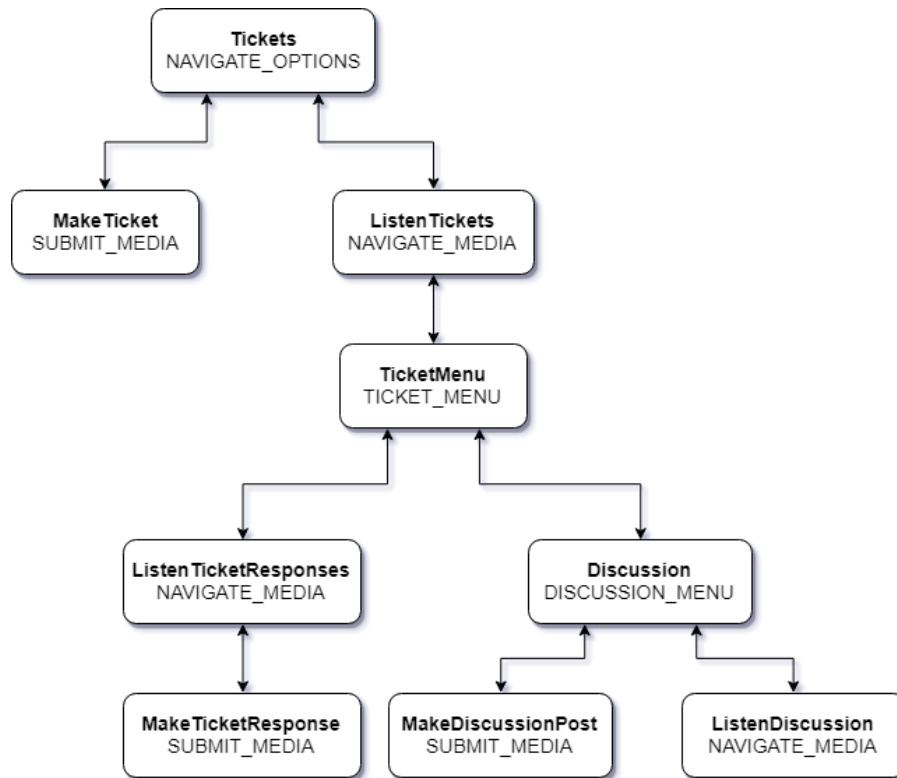 Tickets
NAVIGATE_OPTIONS
MakeTicket
SUBMIT_MEDIA
ListenTickets
NAVIGATE_MEDIA
TicketMenu
TICKET_MENU
ListenTicketResponses
NAVIGATE_MEDIA
Discussion
DISCUSSION_MENU
MakeTicketResponse
SUBMIT_MEDIA
MakeDiscussionPost
SUBMIT_MEDIA
ListenDiscussion
NAVIGATE_MEDIA